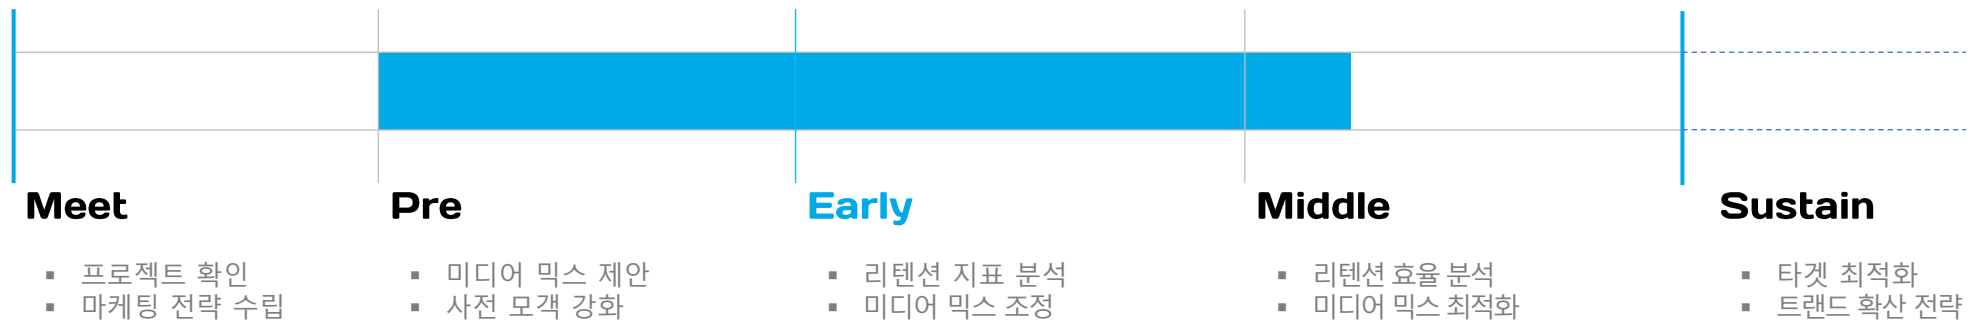 Meet
▪ 프로젝트 확인
▪ 마케팅 전략 수립
Pre
▪ 미디어 믹스 제안
▪ 사전 모객 강화
Early
▪ 리텐션 지표 분석
▪ 미디어 믹스 조정
Middle
▪ 리텐션 효율 분석
▪ 미디어 믹스 최적화
Sustain
▪ 타겟 최적화
▪ 트랜드 확산 전략